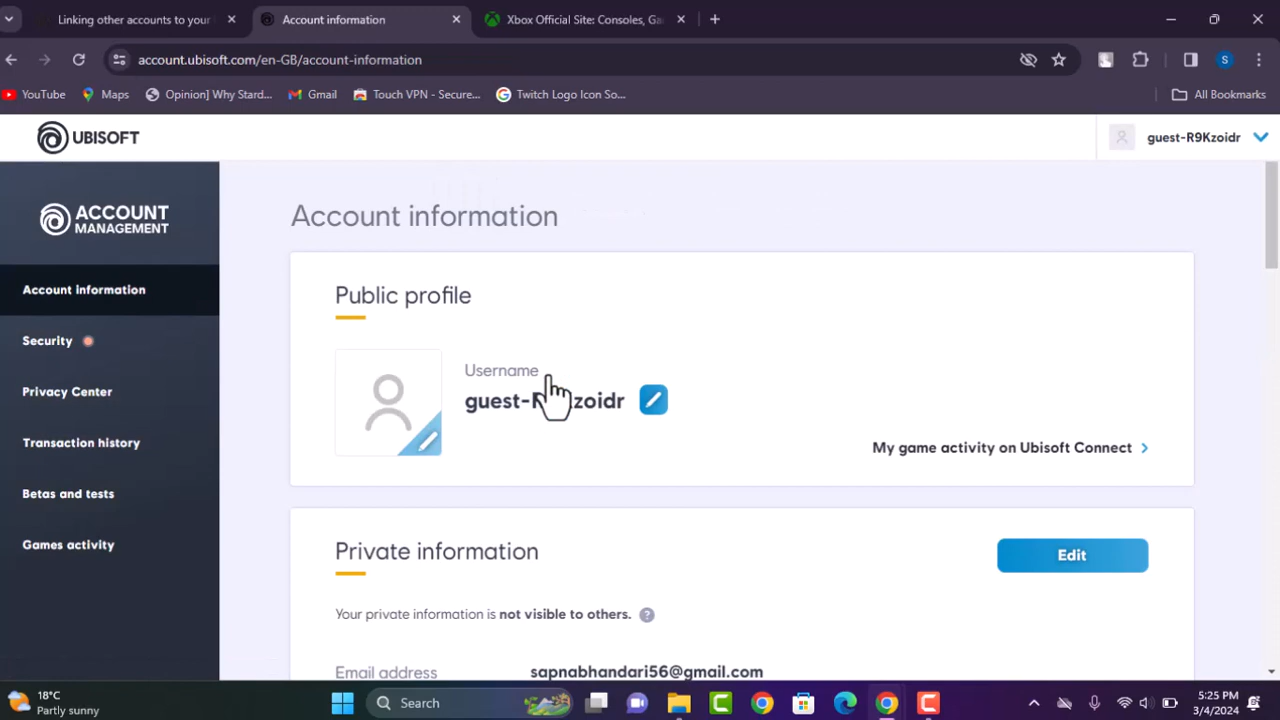 Linking other accounts to your
Account information
Xbox Official Site: Consoles, Ga
account.ubisoft.com/en-GB/account-information
S
YouTube
Maps
Opinion] Why Stard...
Gmail
Touch VPN - Secure...
Twitch Logo Icon So...
All Bookmarks
UBISOFT
guest-R9Kzoidr
ACCOUNT
MANAGEMENT
Account information
Security
Privacy Center
Transaction history
Betas and tests
Games activity
Account information
Public profile
Username
guest-R zoidr
My game activity on Ubisoft Connect
Private information
Edit
Your private information is not visible to others. ?
Email address
sapnabhandari56@gmail.com
18°C
Partly sunny
Search
5:25 PM
3/4/2024